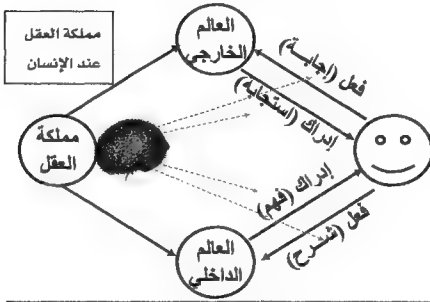 مملكة العقل
عند الإنسان
العالم
الخارجي
فعل (إجابة)
إدراك (استجابة)
مملكة
العقل
إدراك (فهم)
فعل (شرح)
العالم
الداخلي